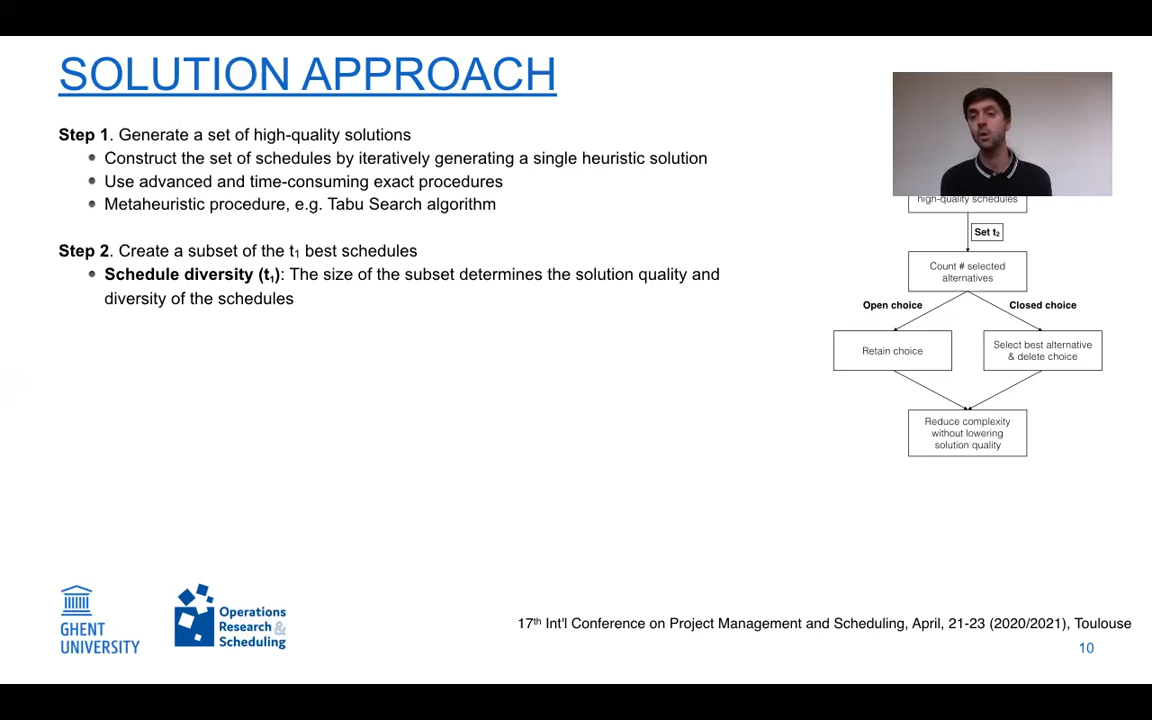 SOLUTION APPROACH
Step 1. Generate a set of high-quality solutions
Construct the set of schedules by iteratively generating a single heuristic solution
Use advanced and time-consuming exact procedures
Metaheuristic procedure, e.g. Tabu Search algorithm
Step 2. Create a subset of the t₁ best schedules
Schedule diversity (t₁): The size of the subset determines the solution quality and
diversity of the schedules
high-quality schedules
Set t₂
Count # selected
alternatives
Open choice
Closed choice
Retain choice
Select best alternative
& delete choice
Reduce complexity
without lowering
solution quality
GHENT
UNIVERSITY
Operations
Research &
Scheduling
17th Int'l Conference on Project Management and Scheduling, April, 21-23 (2020/2021), Toulouse
10